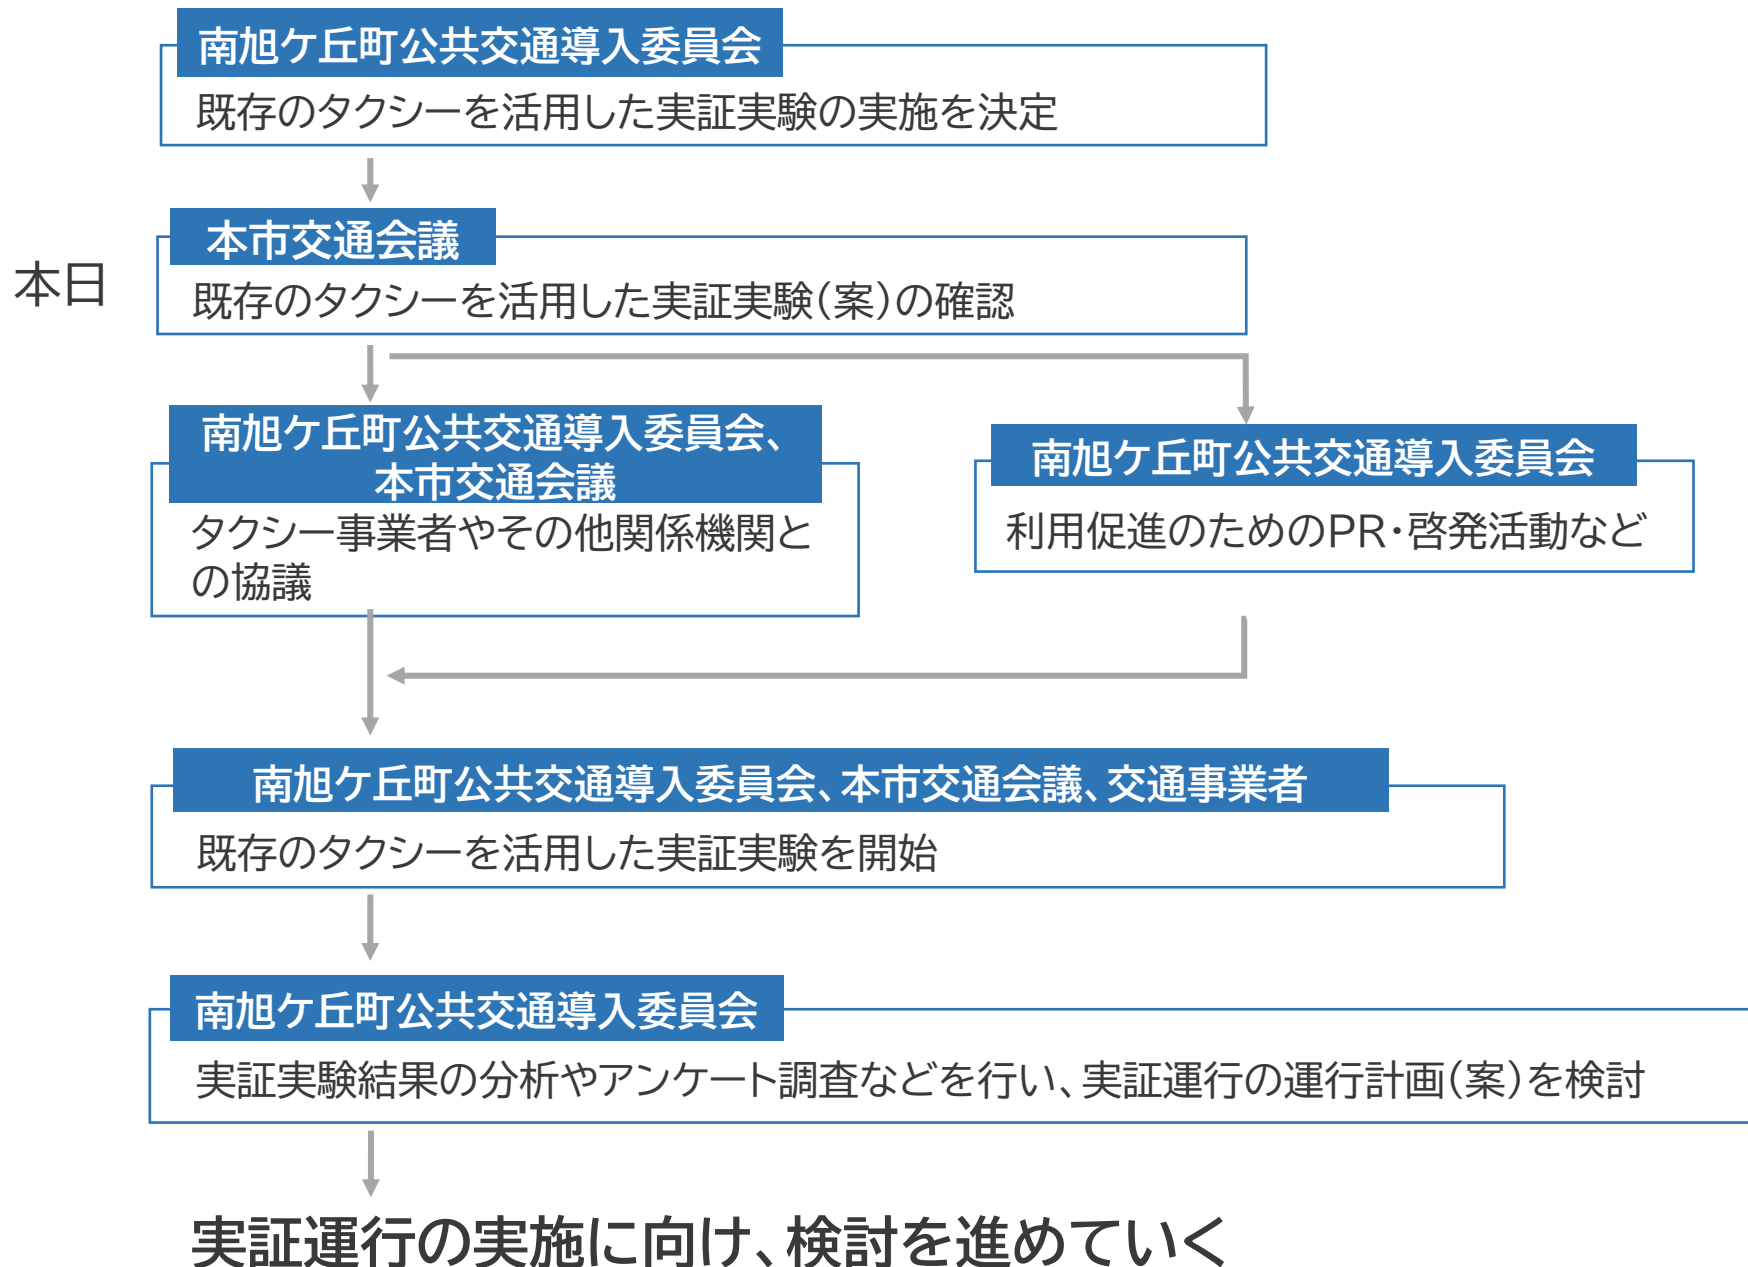 南旭ケ丘町公共交通導入委員会
既存のタクシーを活用した実証実験の実施を決定
本市交通会議
本日
既存のタクシーを活用した実証実験(案)の確認
南旭ケ丘町公共交通導入委員会、
本市交通会議
タクシー事業者やその他関係機関と
の協議
南旭ケ丘町公共交通導入委員会
利用促進のためのPR・啓発活動など
南旭ケ丘町公共交通導入委員会、本市交通会議、交通事業者
既存のタクシーを活用した実証実験を開始
南旭ケ丘町公共交通導入委員会
実証実験結果の分析やアンケート調査などを行い、実証運行の運行計画(案)を検討
実証運行の実施に向け、検討を進めていく